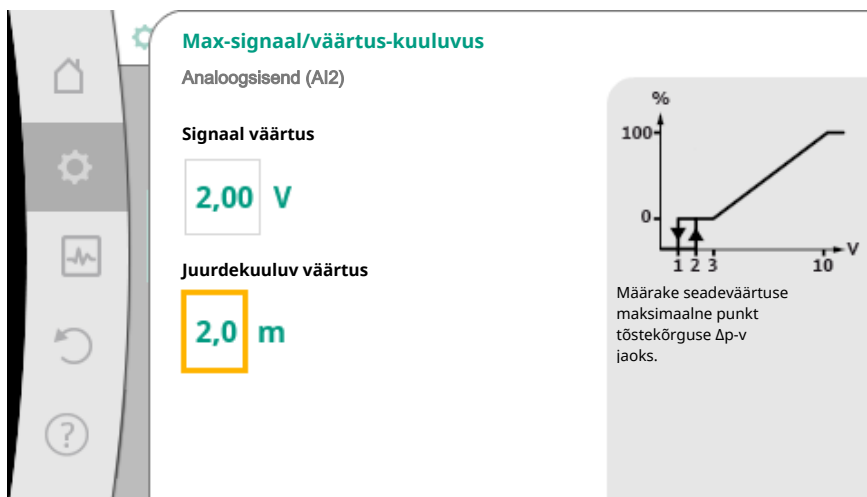 Max-signaal/väärtus-kuuluvus
Analoogsisend (AI2)
Signaal väärtus
2,00 V
Juurdekuuluv väärtus
2,0 m
%
100
0
1 2 3 10 V
Määrake seadeväärtuse
maksimaalne punkt
tõstekõrguse Δp-v
jaoks.
?